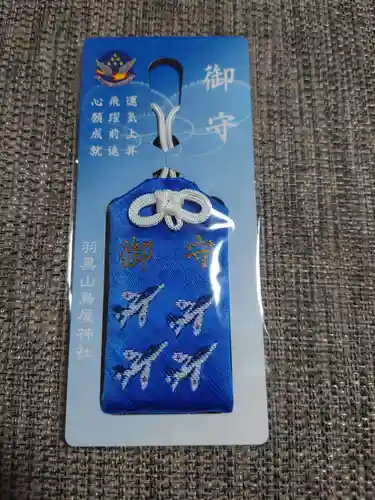 御守
運気上昇
飛躍前進
心願成就
御守
羽黒山鳥屋神社